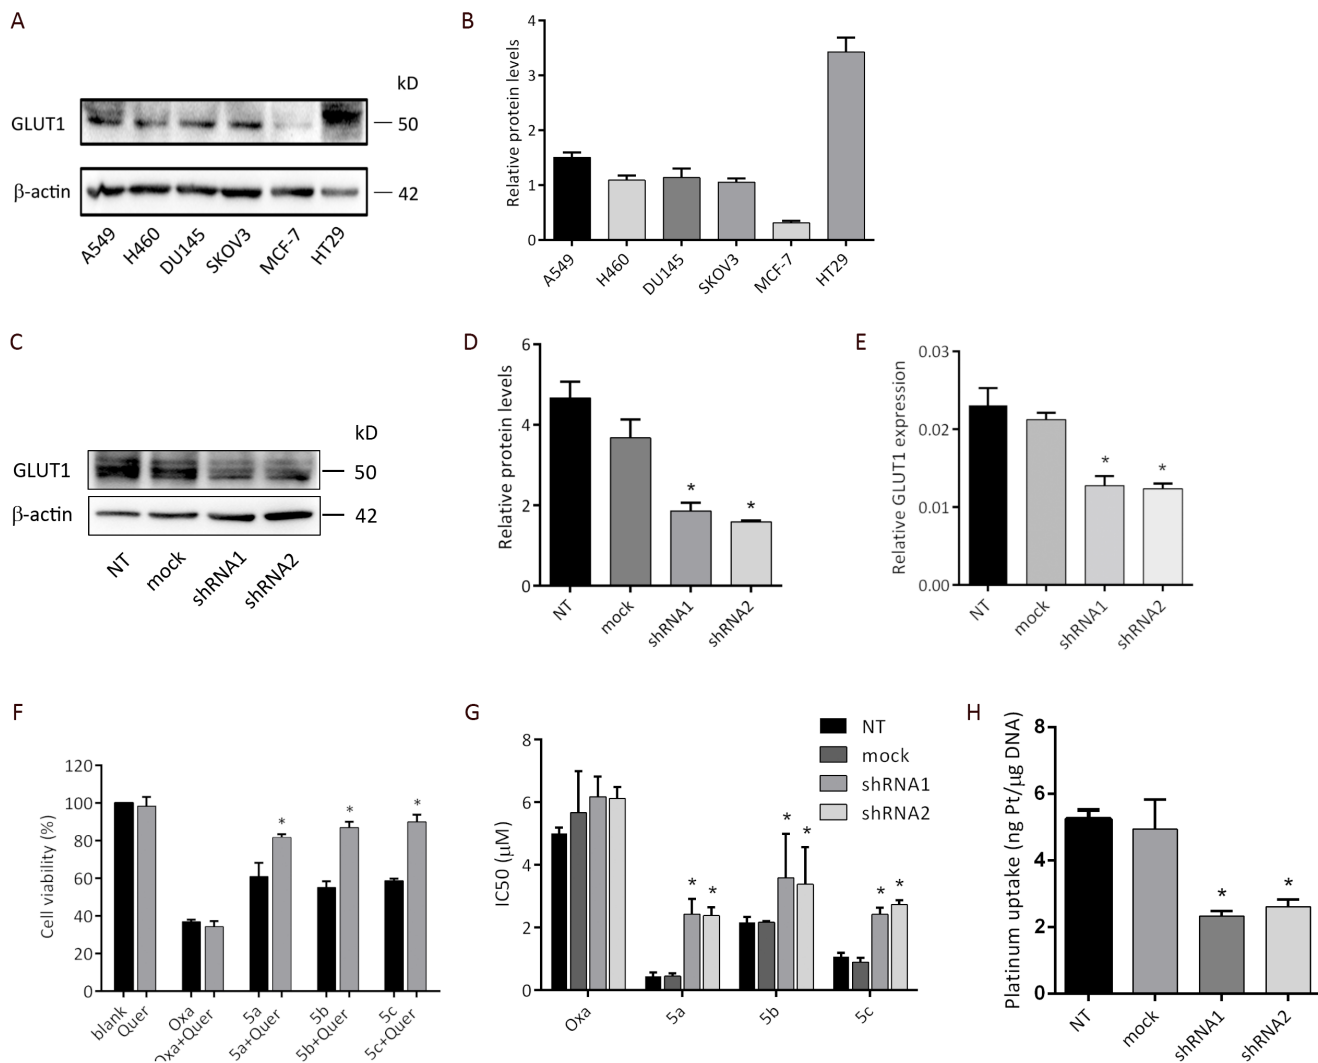 A
kD
GLUT1
50
β-actin
42
A549
H460
DU145
SKOV3
MCF-7
HT29
B
Relative protein levels
4
3
2
1
0
A549
H460
DU145
SKOV3
MCF-7
HT29
C
kD
GLUT1
50
β-actin
42
NT
mock
shRNA1
shRNA2
D
Relative protein levels
6
4
2
0
* *
NT
mock
shRNA1
shRNA2
E
Relative GLUT1 expression
0.03
0.02
0.01
0.00
* *
NT
mock
shRNA1
shRNA2
F
Cell viability (%)
120
100
80
60
40
20
0
* * *
blank
Quer
Oxa
Oxa+Quer
5a
5a+Quer
5b
5b+Quer
5c
5c+Quer
G
IC50 (μM)
8
6
4
2
0
NT
mock
shRNA1
shRNA2
* * * * * *
Oxa
5a
5b
5c
H
Platinum uptake (ng Pt/μg DNA)
8
6
4
2
0
* *
NT
mock
shRNA1
shRNA2